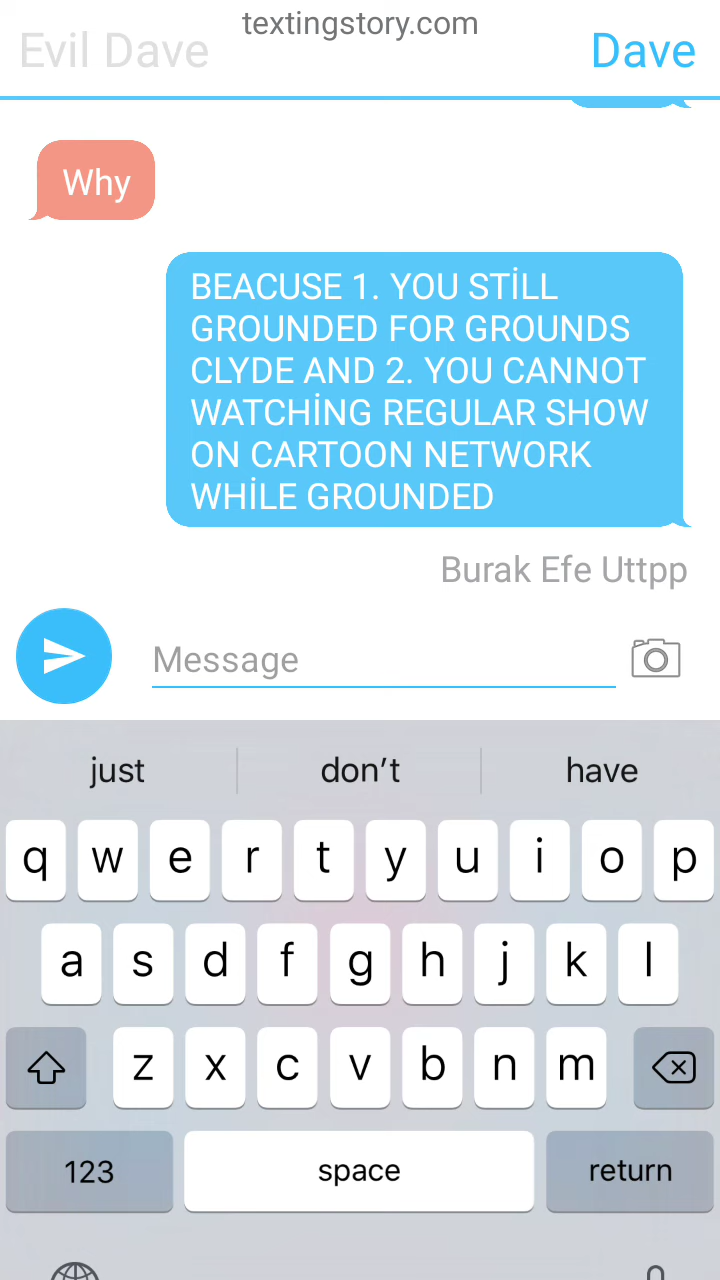 textingstory.com
Evil Dave
Dave
Why
BEACUSE 1. YOU STİLL
GROUNDED FOR GROUNDS
CLYDE AND 2. YOU CANNOT
WATCHİNG REGULAR SHOW
ON CARTOON NETWORK
WHİLE GROUNDED
Burak Efe Uttpp
Message
just don't have
q w e r t y u i o p
a s d f g h j k l
z x c v b n m
123 space return